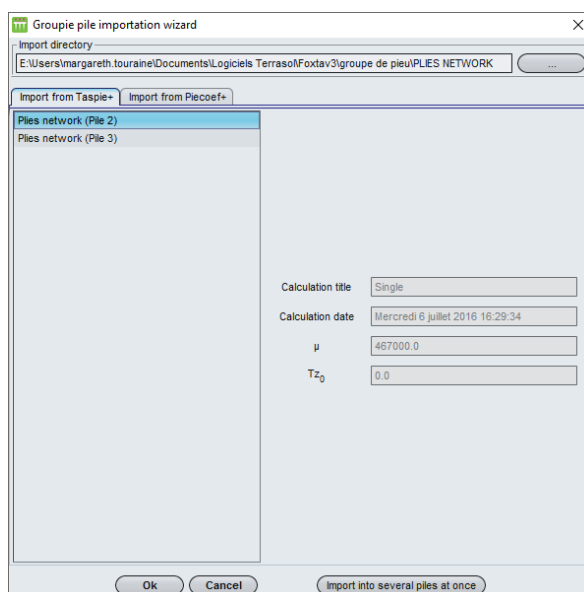 Groupie pile importation wizard
Import directory
E:\Users\margareth.touraine\Documents\Logiciels Terrasol\Foxtav3\groupe de pieu\PLIES NETWORK ...
Import from Taspie+ Import from Piecoef+
Plies network (Pile 2)
Plies network (Pile 3)
Calculation title Single
Calculation date Mercredi 6 juillet 2016 16:29:34
μ 467000.0
Tz0 0.0
Ok Cancel Import into several piles at once